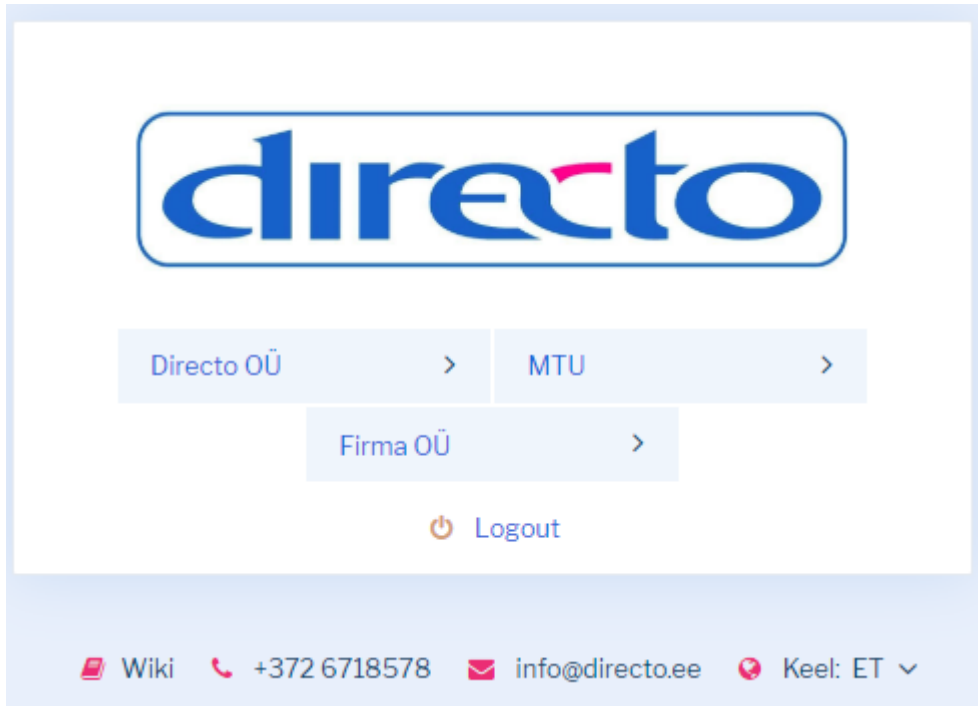 directo
Directo OÜ MTU
Firma OÜ
Logout
Wiki +372 6718578 info@directo.ee Keel: ET